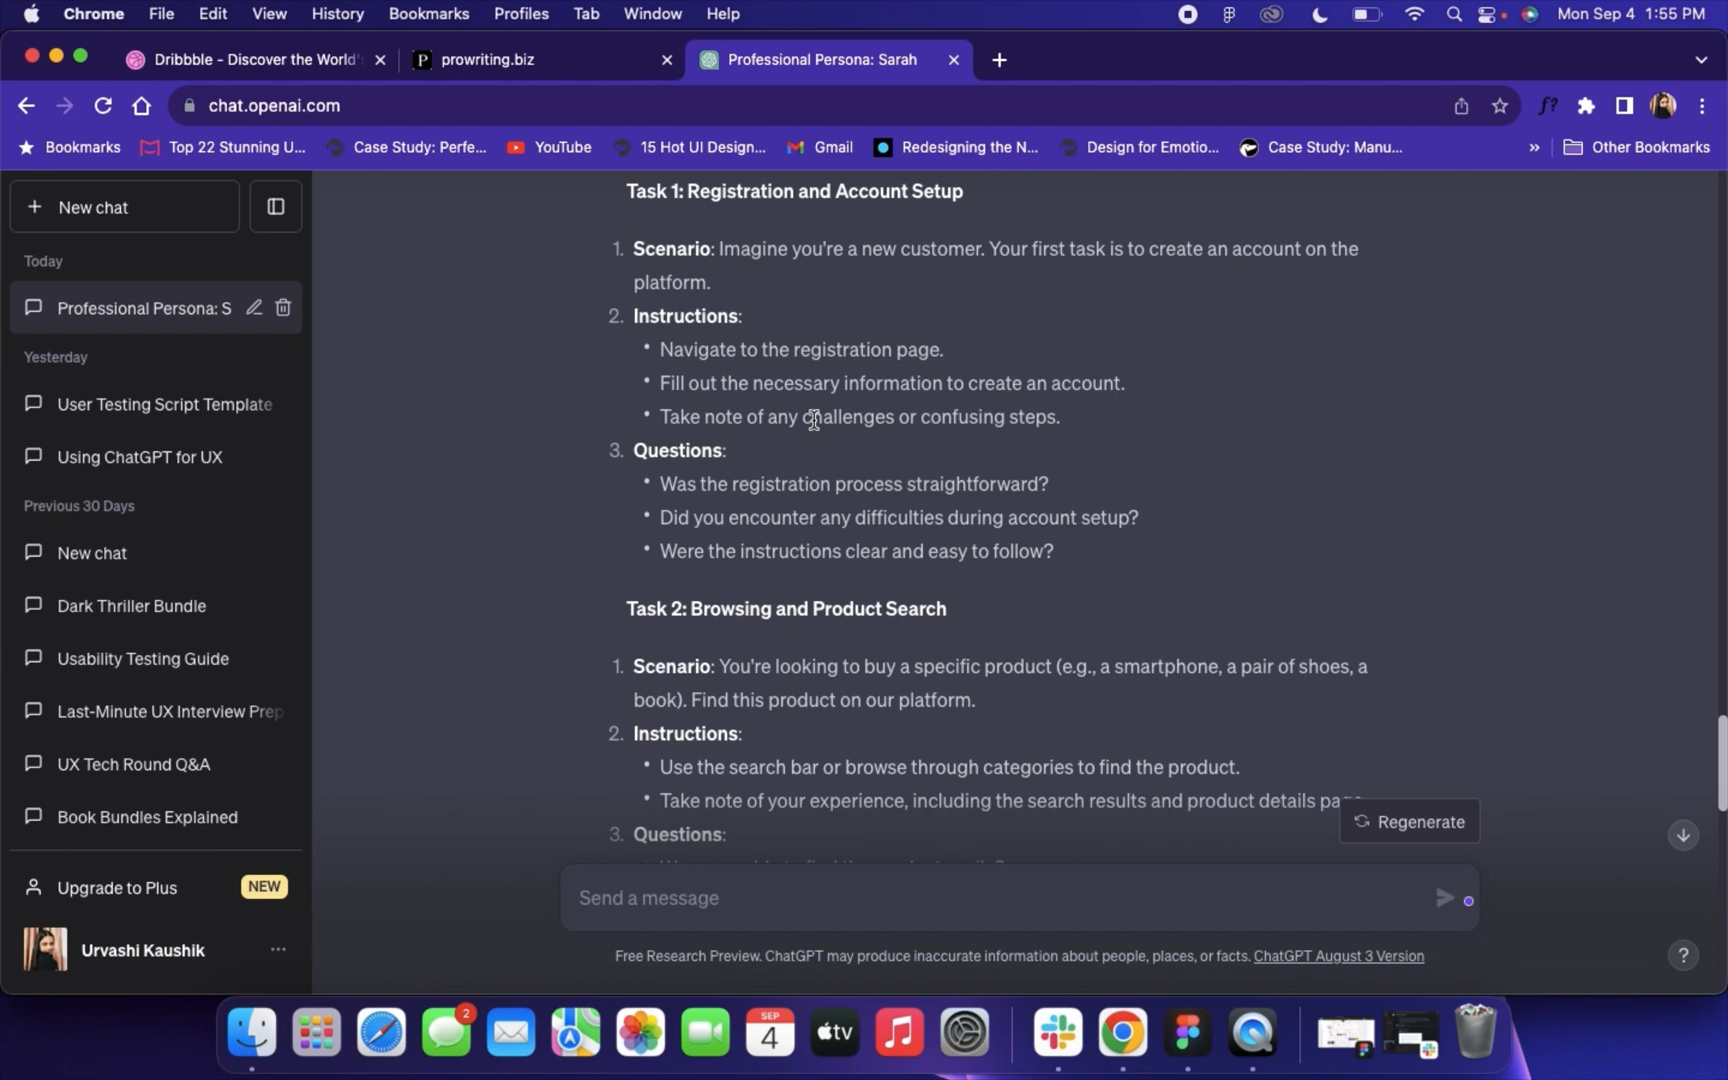 Chrome File Edit View History Bookmarks Profiles Tab Window Help Mon Sep 4 1:55 PM
Dribbble - Discover the World' prowriting.biz Professional Persona: Sarah
chat.openai.com
Bookmarks Top 22 Stunning U... Case Study: Perfe... YouTube 15 Hot UI Design... Gmail Redesigning the N... Design for Emotio... Case Study: Manu... » Other Bookmarks
+ New chat
Today
Professional Persona: S
Yesterday
User Testing Script Template
Using ChatGPT for UX
Previous 30 Days
New chat
Dark Thriller Bundle
Usability Testing Guide
Last-Minute UX Interview Prep
UX Tech Round Q&A
Book Bundles Explained
Upgrade to Plus NEW
Urvashi Kaushik
Task 1: Registration and Account Setup
1. Scenario: Imagine you're a new customer. Your first task is to create an account on the
platform.
2. Instructions:
• Navigate to the registration page.
• Fill out the necessary information to create an account.
• Take note of any challenges or confusing steps.
3. Questions:
• Was the registration process straightforward?
• Did you encounter any difficulties during account setup?
• Were the instructions clear and easy to follow?
Task 2: Browsing and Product Search
1. Scenario: You're looking to buy a specific product (e.g., a smartphone, a pair of shoes, a
book). Find this product on our platform.
2. Instructions:
• Use the search bar or browse through categories to find the product.
• Take note of your experience, including the search results and product details
3. Questions:
Regenerate
Send a message
Free Research Preview. ChatGPT may produce inaccurate information about people, places, or facts. ChatGPT August 3 Version
?
2
SEP
4
tv